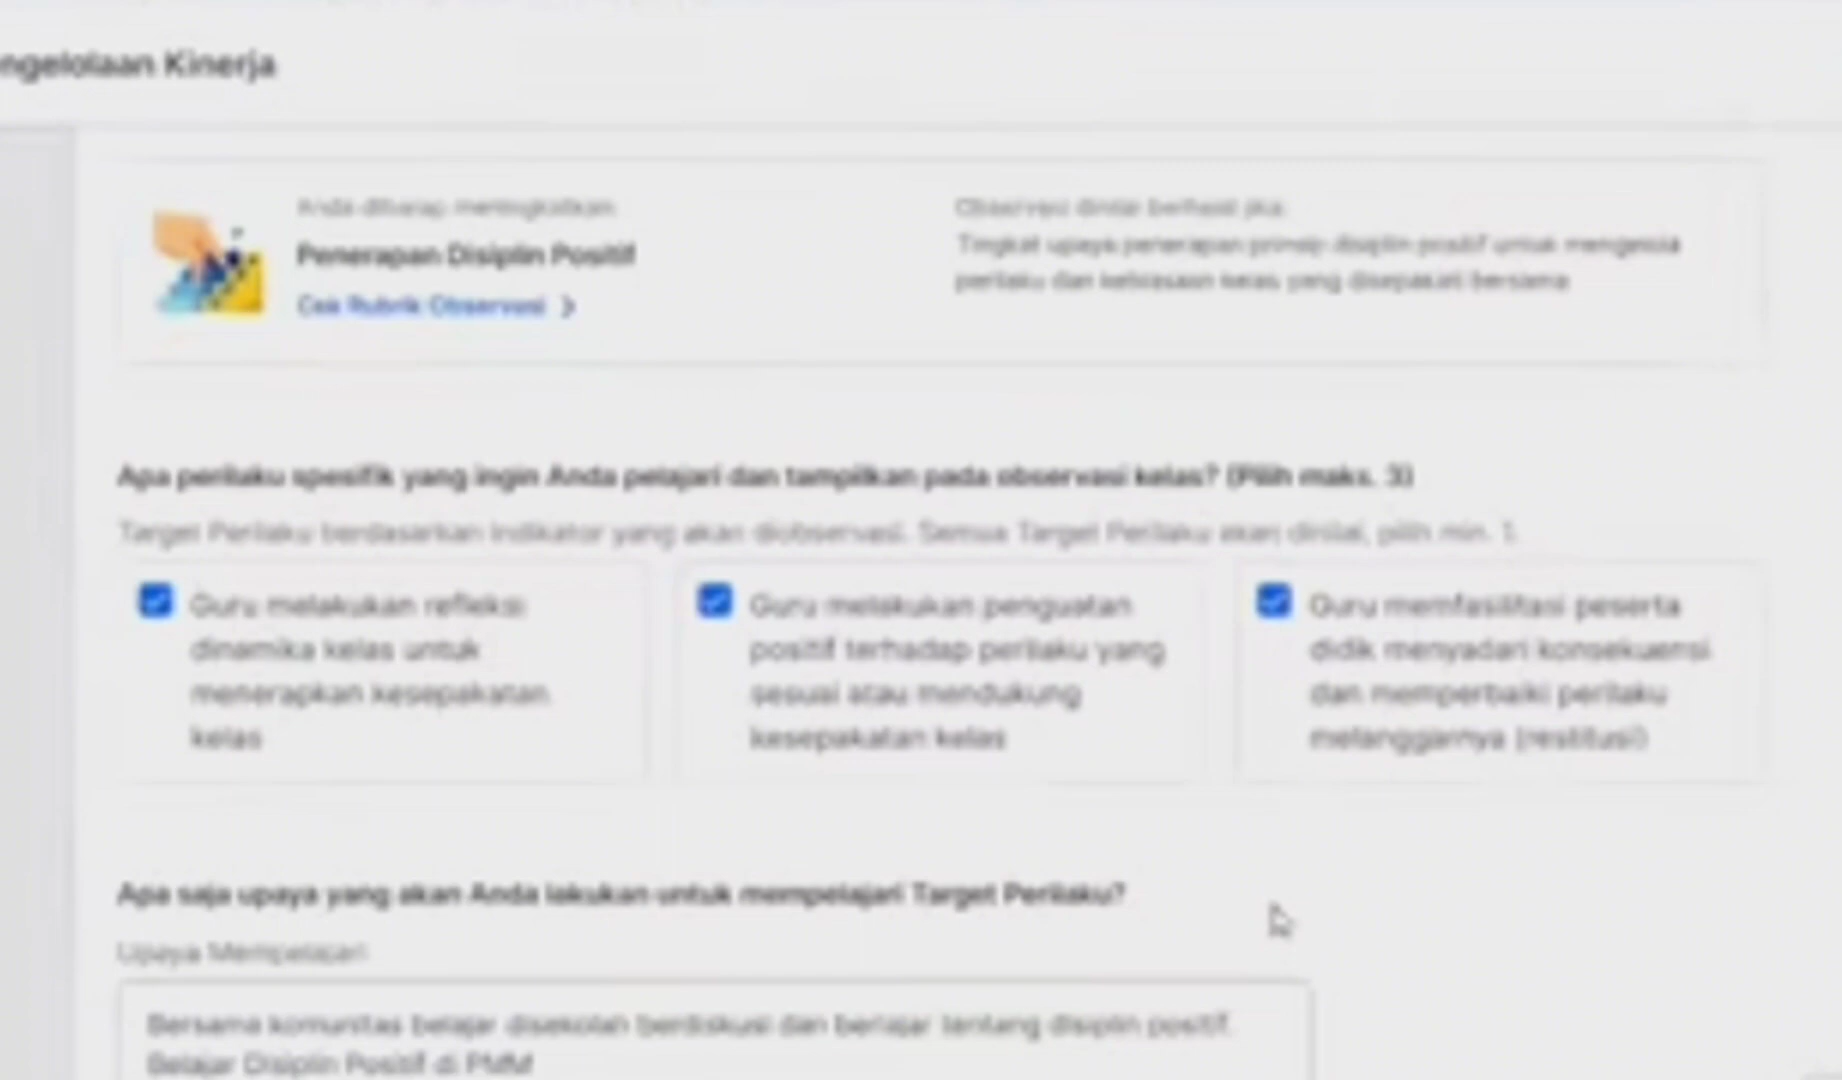 ngelolaan Kinerja
Anda diharap meningkatkan:
Penerapan Disiplin Positif
Cek Rubrik Observasi
Observasi dinilai berhasil jika:
Tingkat upaya penerapan prinsip disiplin positif untuk mengelola
perilaku dan kebiasaan kelas yang disepakati bersama
Apa perilaku spesifik yang ingin Anda pelajari dan tampilkan pada observasi kelas? (Pilih maks. 3)
Target Perilaku berdasarkan indikator yang akan diobservasi. Semua Target Perilaku akan dinilai, pilih min. 1.
Guru melakukan refleksi
dinamika kelas untuk
menerapkan kesepakatan
kelas
Guru melakukan penguatan
positif terhadap perilaku yang
sesuai atau mendukung
kesepakatan kelas
Guru memfasilitasi peserta
didik menyadari konsekuensi
dan memperbaiki perilaku
melanggarnya (restitusi)
Apa saja upaya yang akan Anda lakukan untuk mempelajari Target Perilaku?
Upaya Mempelajari
Bersama komunitas belajar disekolah berdiskusi dan berlajar tentang disiplin positif.
Belajar Disiplin Positif di PMM